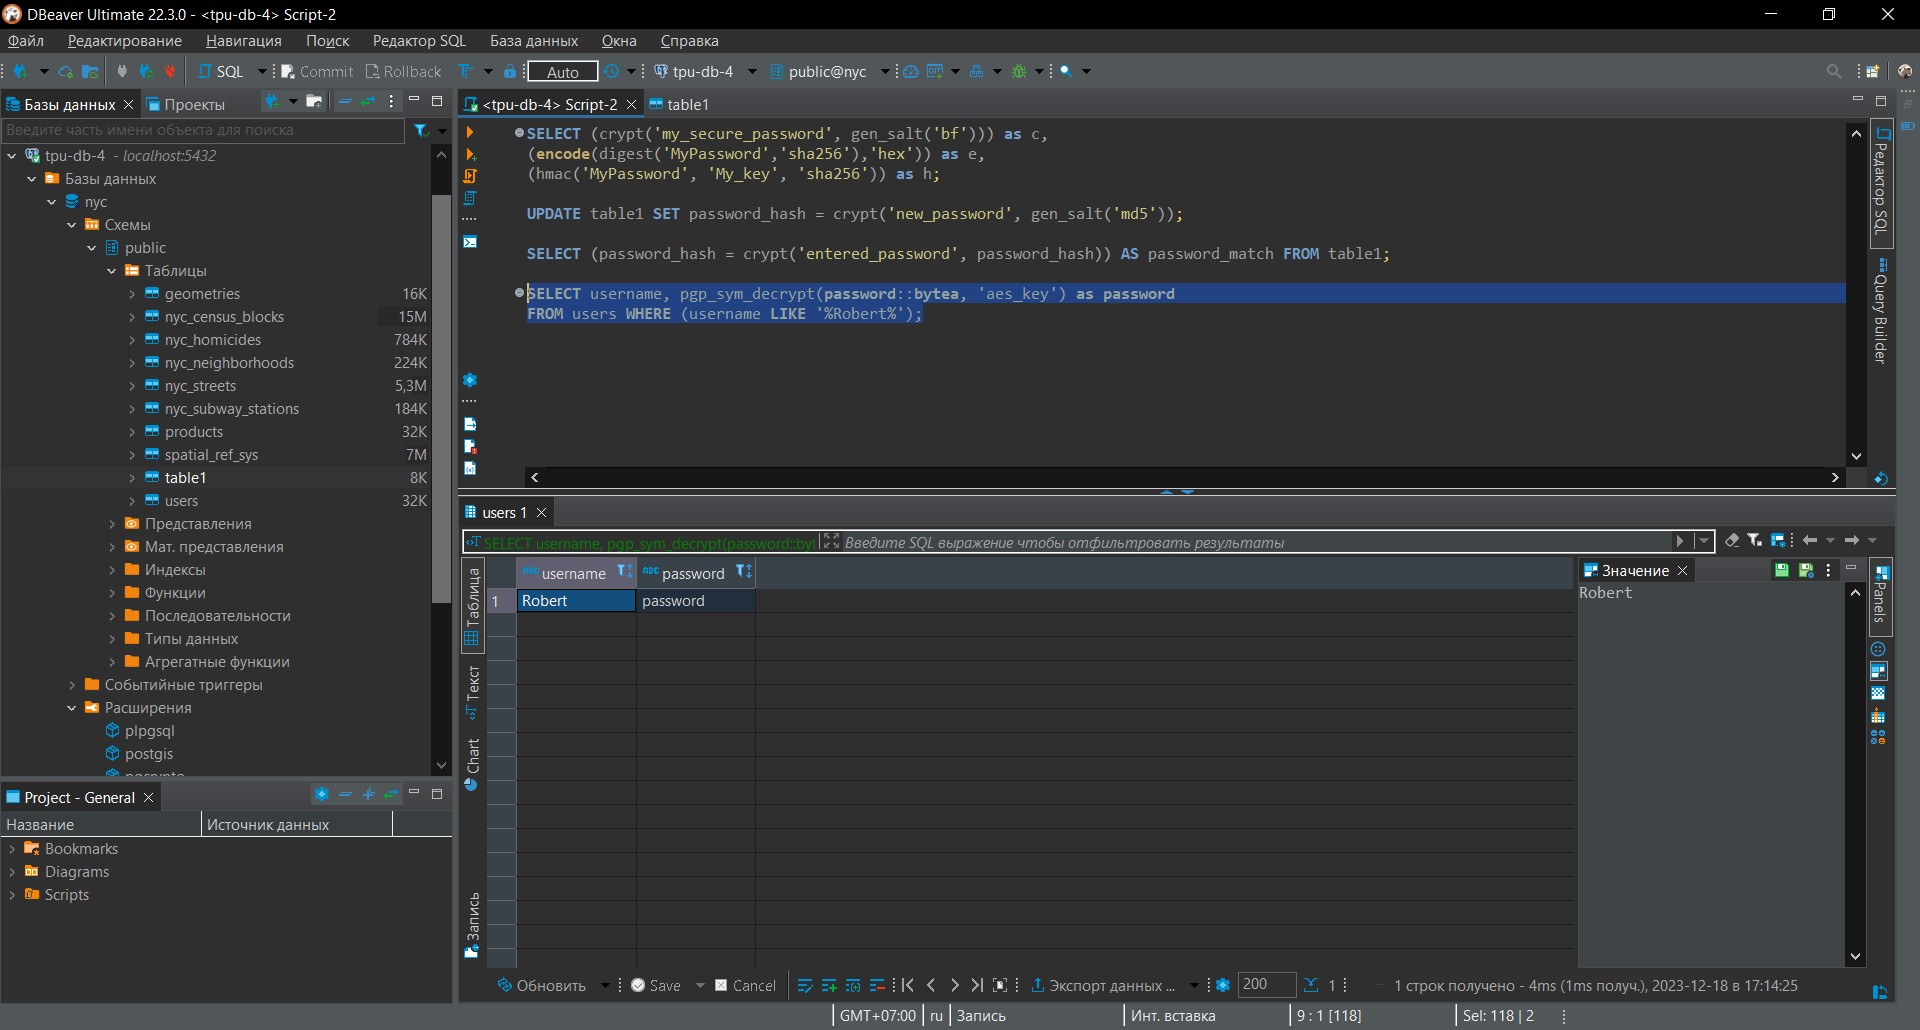 DBeaver Ultimate 22.3.0 - <tpu-db-4> Script-2
Файл Редактирование Навигация Поиск Редактор SQL База данных Окна Справка
SQL Commit Rollback Auto tpu-db-4 public@nyc
Базы данных Проекты
Введите часть имени объекта для поиска
tpu-db-4 - localhost:5432
Базы данных
nyc
Схемы
public
Таблицы
geometries 16K
nyc_census_blocks 15M
nyc_homicides 784K
nyc_neighborhoods 224K
nyc_streets 5,3M
nyc_subway_stations 184K
products 32K
spatial_ref_sys 7M
table1 8K
users 32K
Представления
Мат. представления
Индексы
Функции
Последовательности
Типы данных
Агрегатные функции
Событийные триггеры
Расширения
plpgsql
postgis
Project - General
Название Источник данных
Bookmarks
Diagrams
Scripts
<tpu-db-4> Script-2 table1
SELECT (crypt('my_secure_password', gen_salt('bf'))) as c,
(encode(digest('MyPassword','sha256'),'hex')) as e,
(hmac('MyPassword', 'My_key', 'sha256')) as h;
UPDATE table1 SET password_hash = crypt('new_password', gen_salt('md5'));
SELECT (password_hash = crypt('entered_password', password_hash)) AS password_match FROM table1;
SELECT username, pgp_sym_decrypt(password::bytea, 'aes_key') as password
FROM users WHERE (username LIKE '%Robert%');
Редактор SQL
Query Builder
users 1
SELECT username, pgp_sym_decrypt(password::byt Введите SQL выражение чтобы отфильтровать результаты
Таблица
Текст
Chart
Запись
username password
1 Robert password
Значение
Robert
Panels
Обновить Save Cancel Экспорт данных ... 200 1 1 строк получено - 4ms (1ms получ.), 2023-12-18 в 17:14:25
GMT+07:00 ru Запись Инт. вставка 9 : 1 [118] Sel: 118 | 2